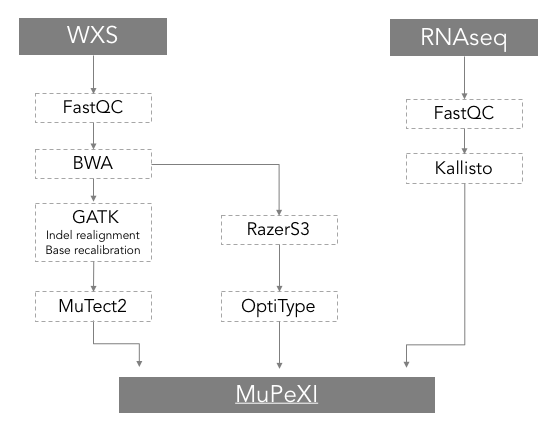 WXS
RNAseq
FastQC
FastQC
BWA
Kallisto
GATK
Indel realignment
Base recalibration
RazerS3
MuTect2
OptiType
MuPeXI